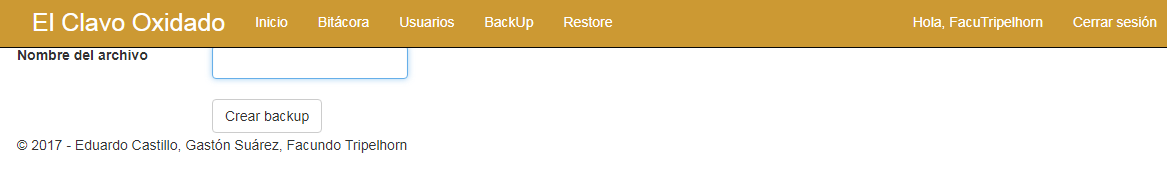 El Clavo Oxidado Inicio Bitácora Usuarios BackUp Restore Hola, FacuTripelhorn Cerrar sesión
Nombre del archivo
Crear backup
© 2017 - Eduardo Castillo, Gastón Suárez, Facundo Tripelhorn